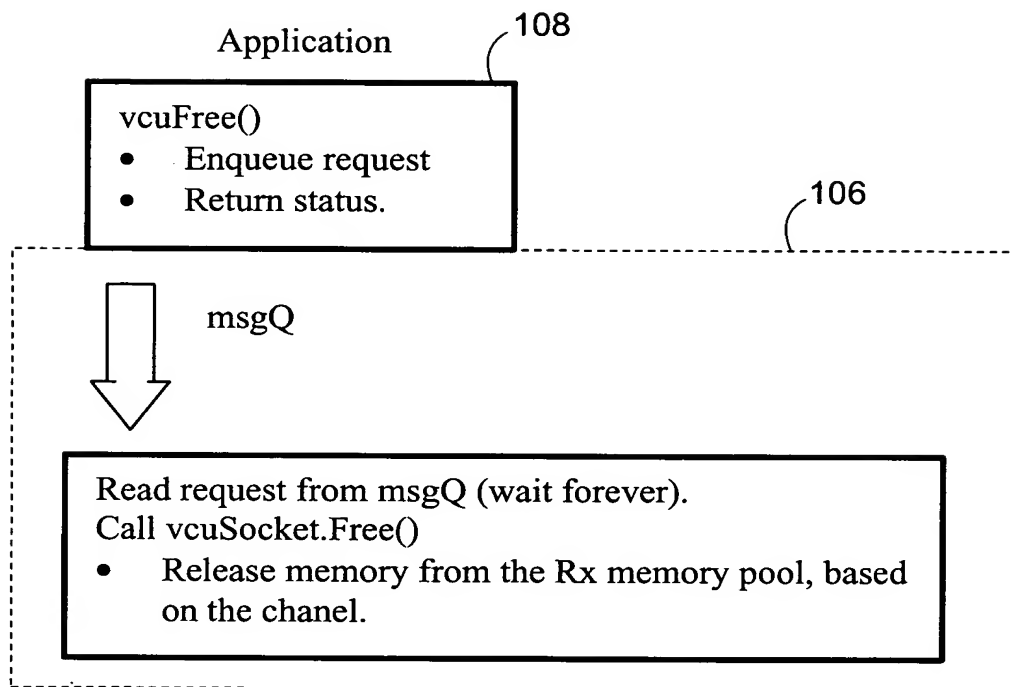 Application
108
vcuFree()
• Enqueue request
• Return status.
106
msgQ
Read request from msgQ (wait forever).
Call vcuSocket.Free()
• Release memory from the Rx memory pool, based
on the chanel.